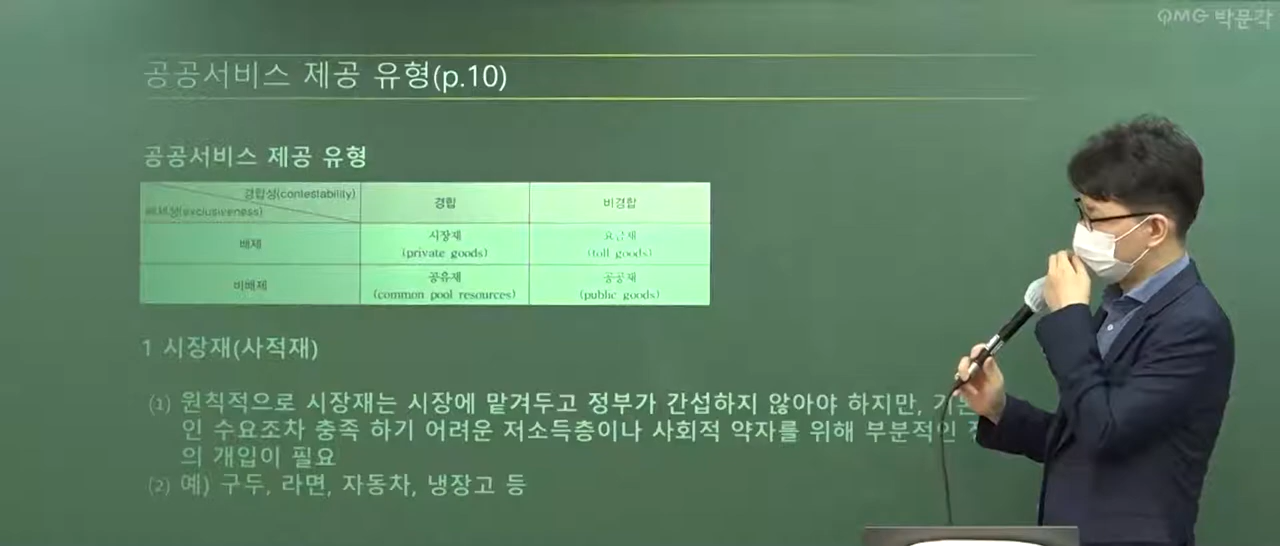 OMG 박문각
공공서비스 제공 유형(p.10)
공공서비스 제공 유형
경합성(contestability)
배제성(exclusiveness)
경합
비경합
배제
시장재
(private goods)
요금재
(toll goods)
비배제
공유재
(common pool resources)
공공재
(public goods)
1 시장재(사적재)
(1) 원칙적으로 시장재는 시장에 맡겨두고 정부가 간섭하지 않아야 하지만,
인 수요조차 충족 하기 어려운 저소득층이나 사회적 약자를 위해 부분적인
의 개입이 필요
(2) 예) 구두, 라면, 자동차, 냉장고 등